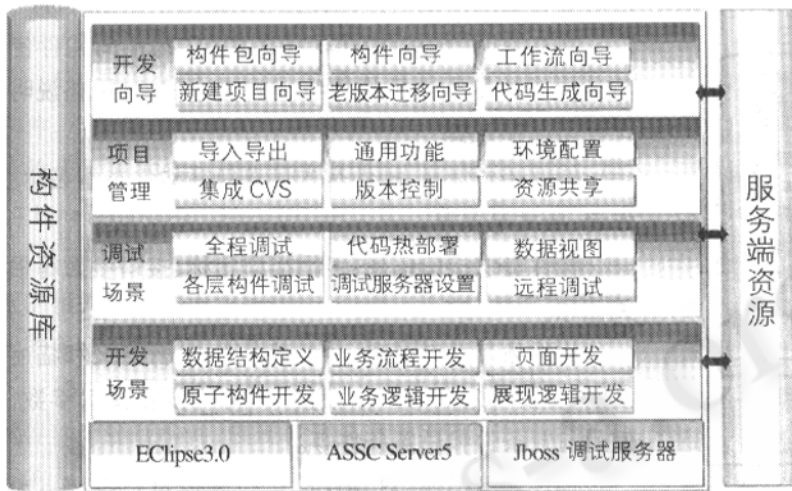 构件资源库
开发
向导
构件包向导 构件向导 工作流向导
新建项目向导 老版本迁移向导 代码生成向导
项目
管理
导入导出 通用功能 环境配置
集成 CVS 版本控制 资源共享
调试
场景
全程调试 代码热部署 数据视图
各层构件调试 调试服务器设置 远程调试
开发
场景
数据结构定义 业务流程开发 页面开发
原子构件开发 业务逻辑开发 展现逻辑开发
EClipse3.0 ASSC Server5 Jboss 调试服务器
服务端资源